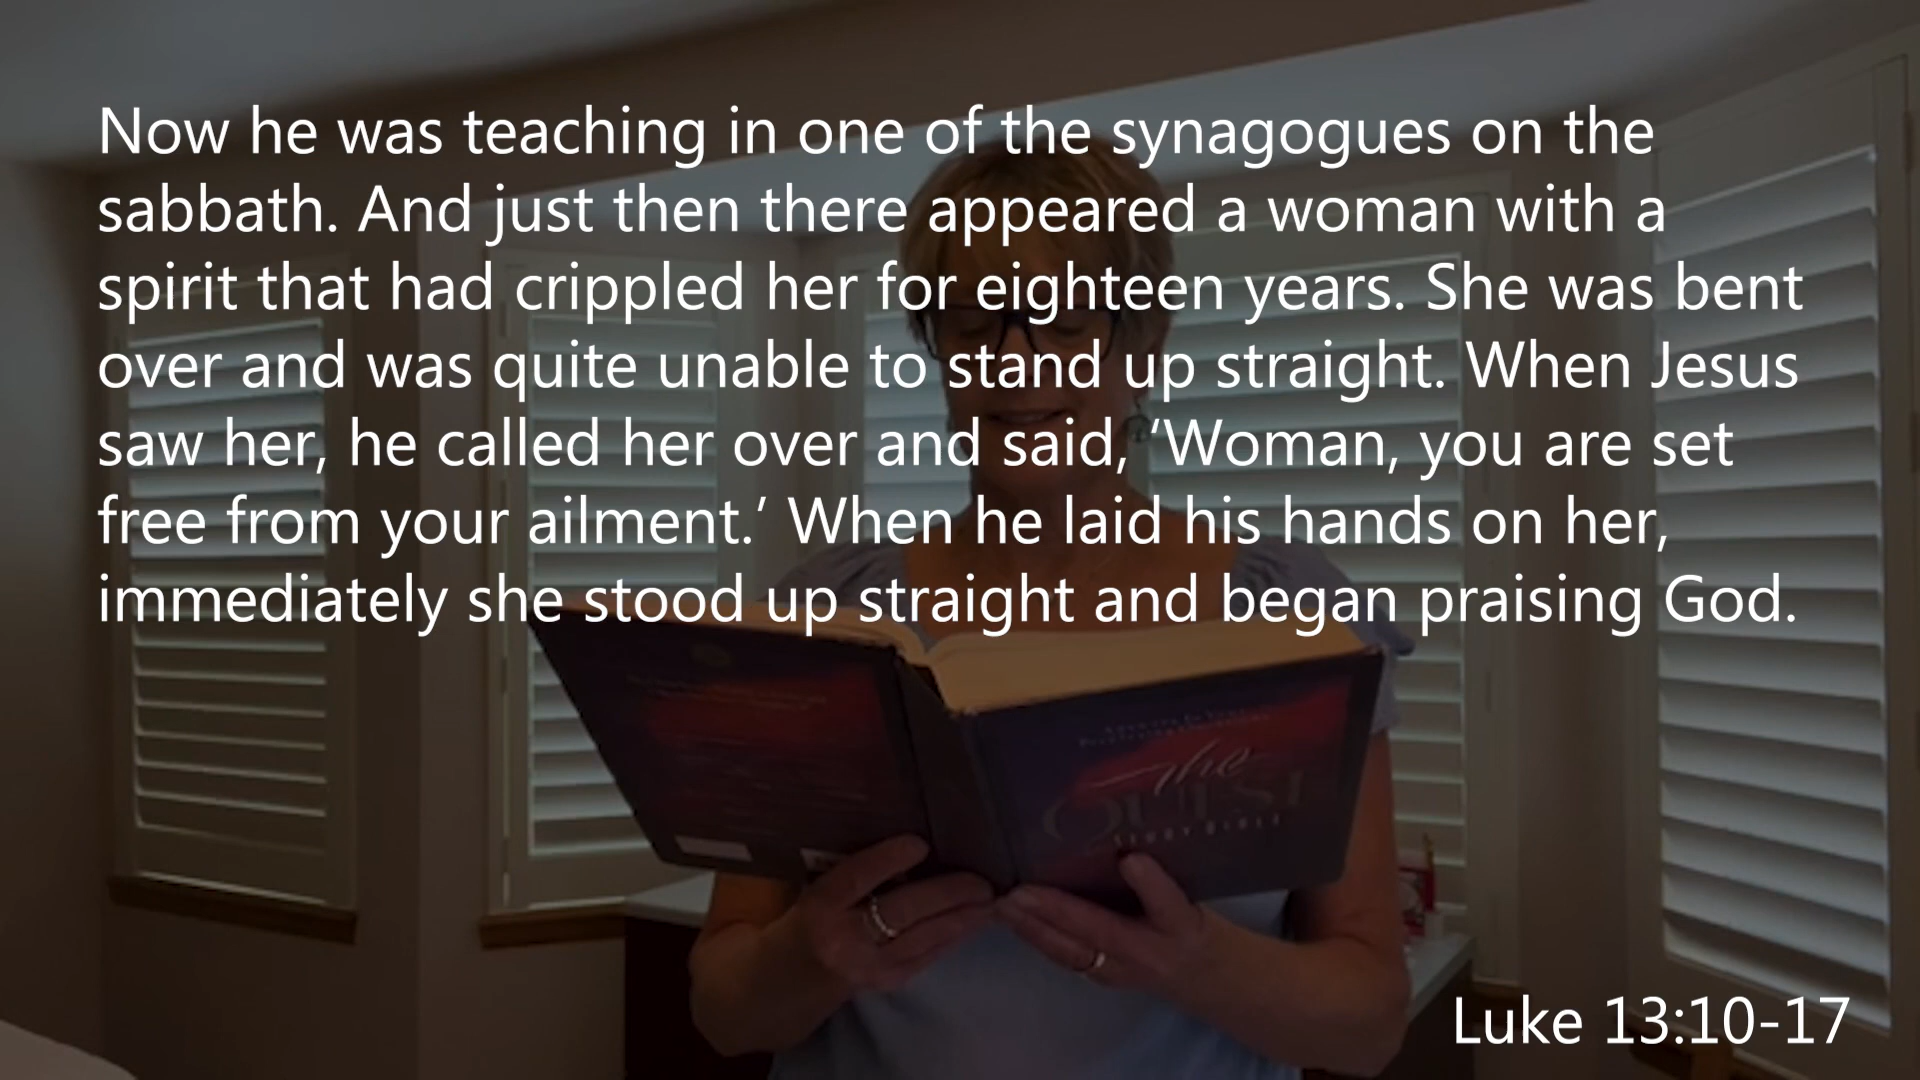 Now he was teaching in one of the synagogues on the
sabbath. And just then there appeared a woman with a
spirit that had crippled her for eighteen years. She was bent
over and was quite unable to stand up straight. When Jesus
saw her, he called her over and said, ‘Woman, you are set
free from your ailment.’ When he laid his hands on her,
immediately she stood up straight and began praising God.
the
QUEST
STUDY BIBLE
Luke 13:10-17